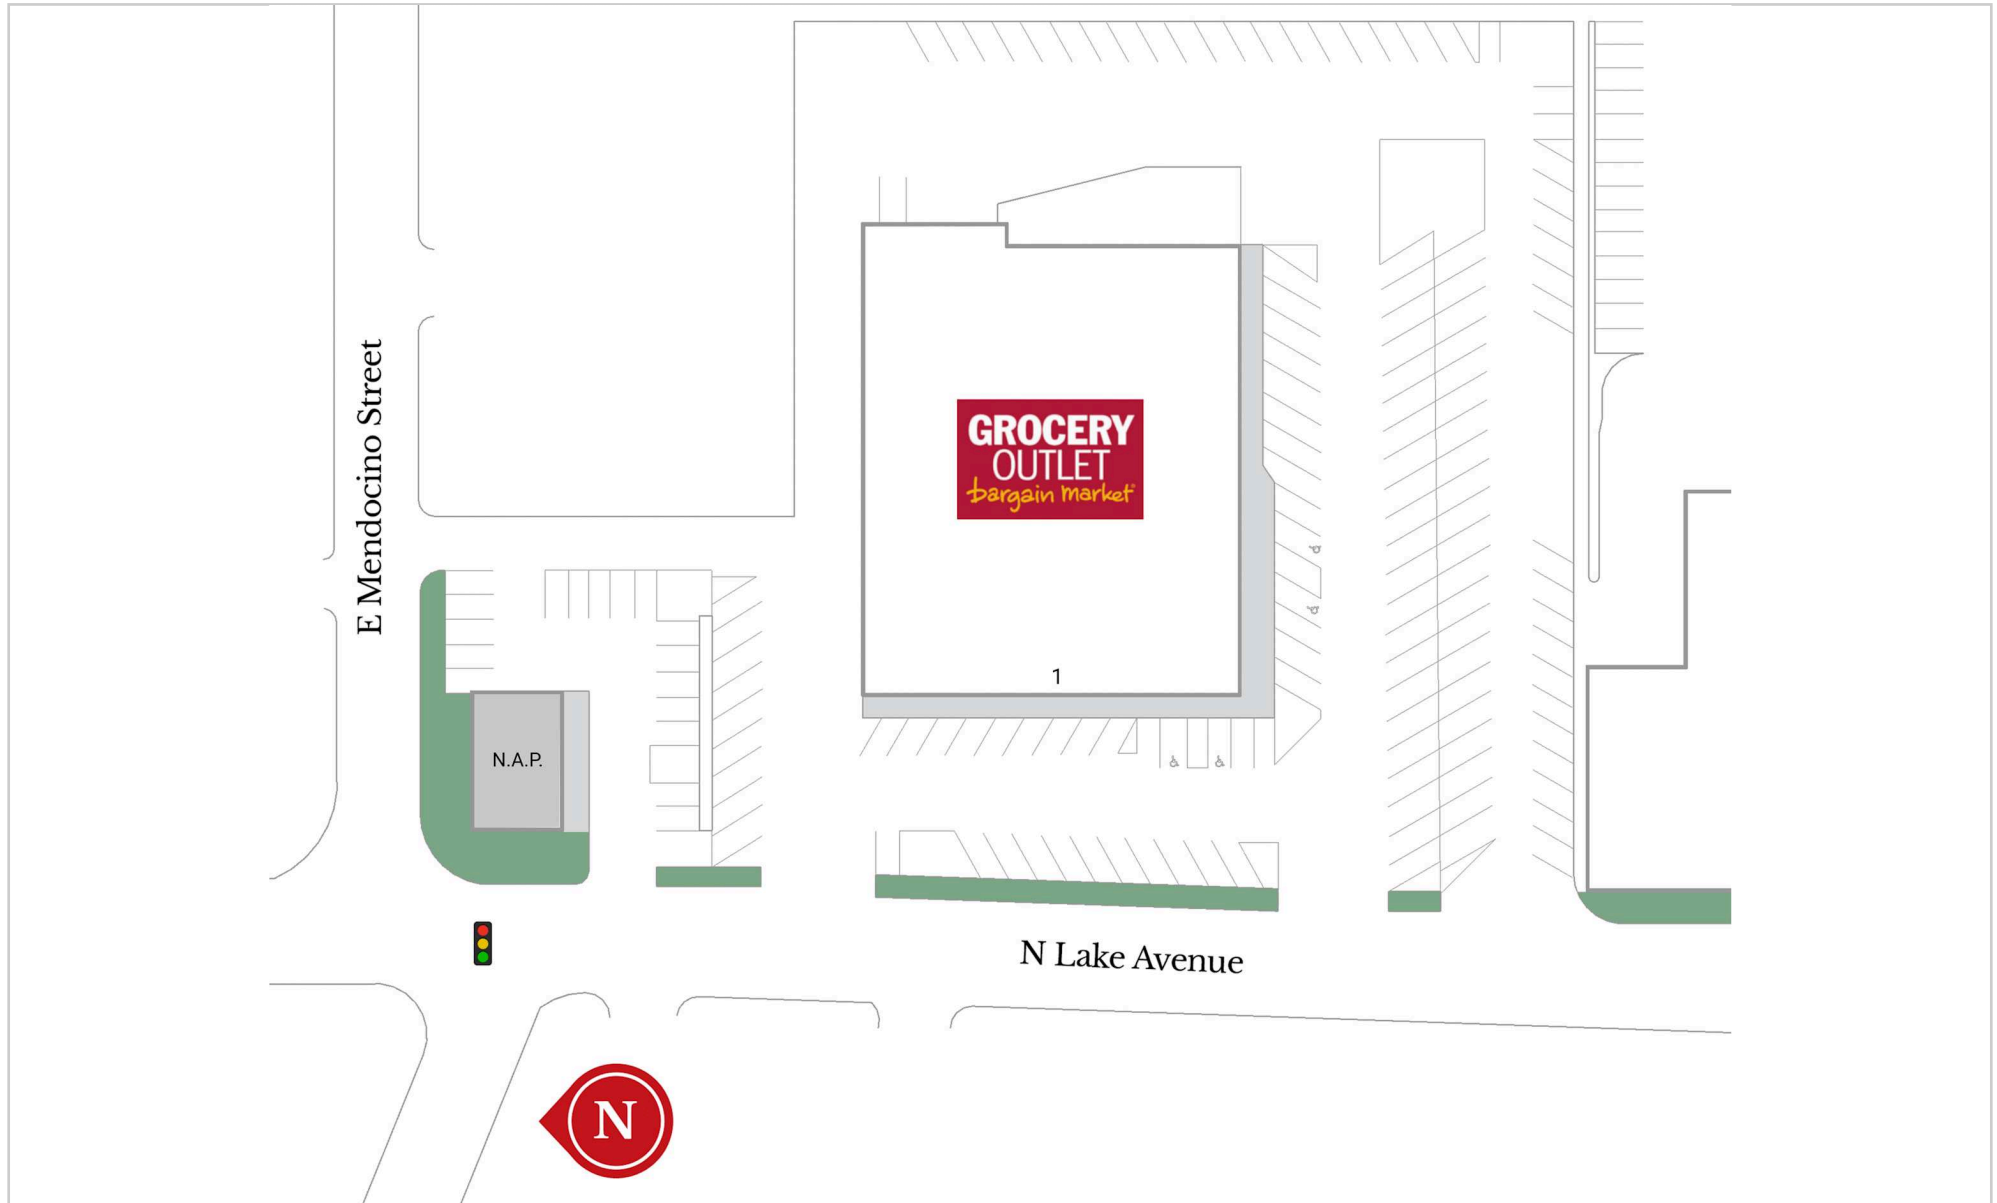 E Mendocino Street
GROCERY
OUTLET
bargain market
1
N.A.P.
N Lake Avenue
N